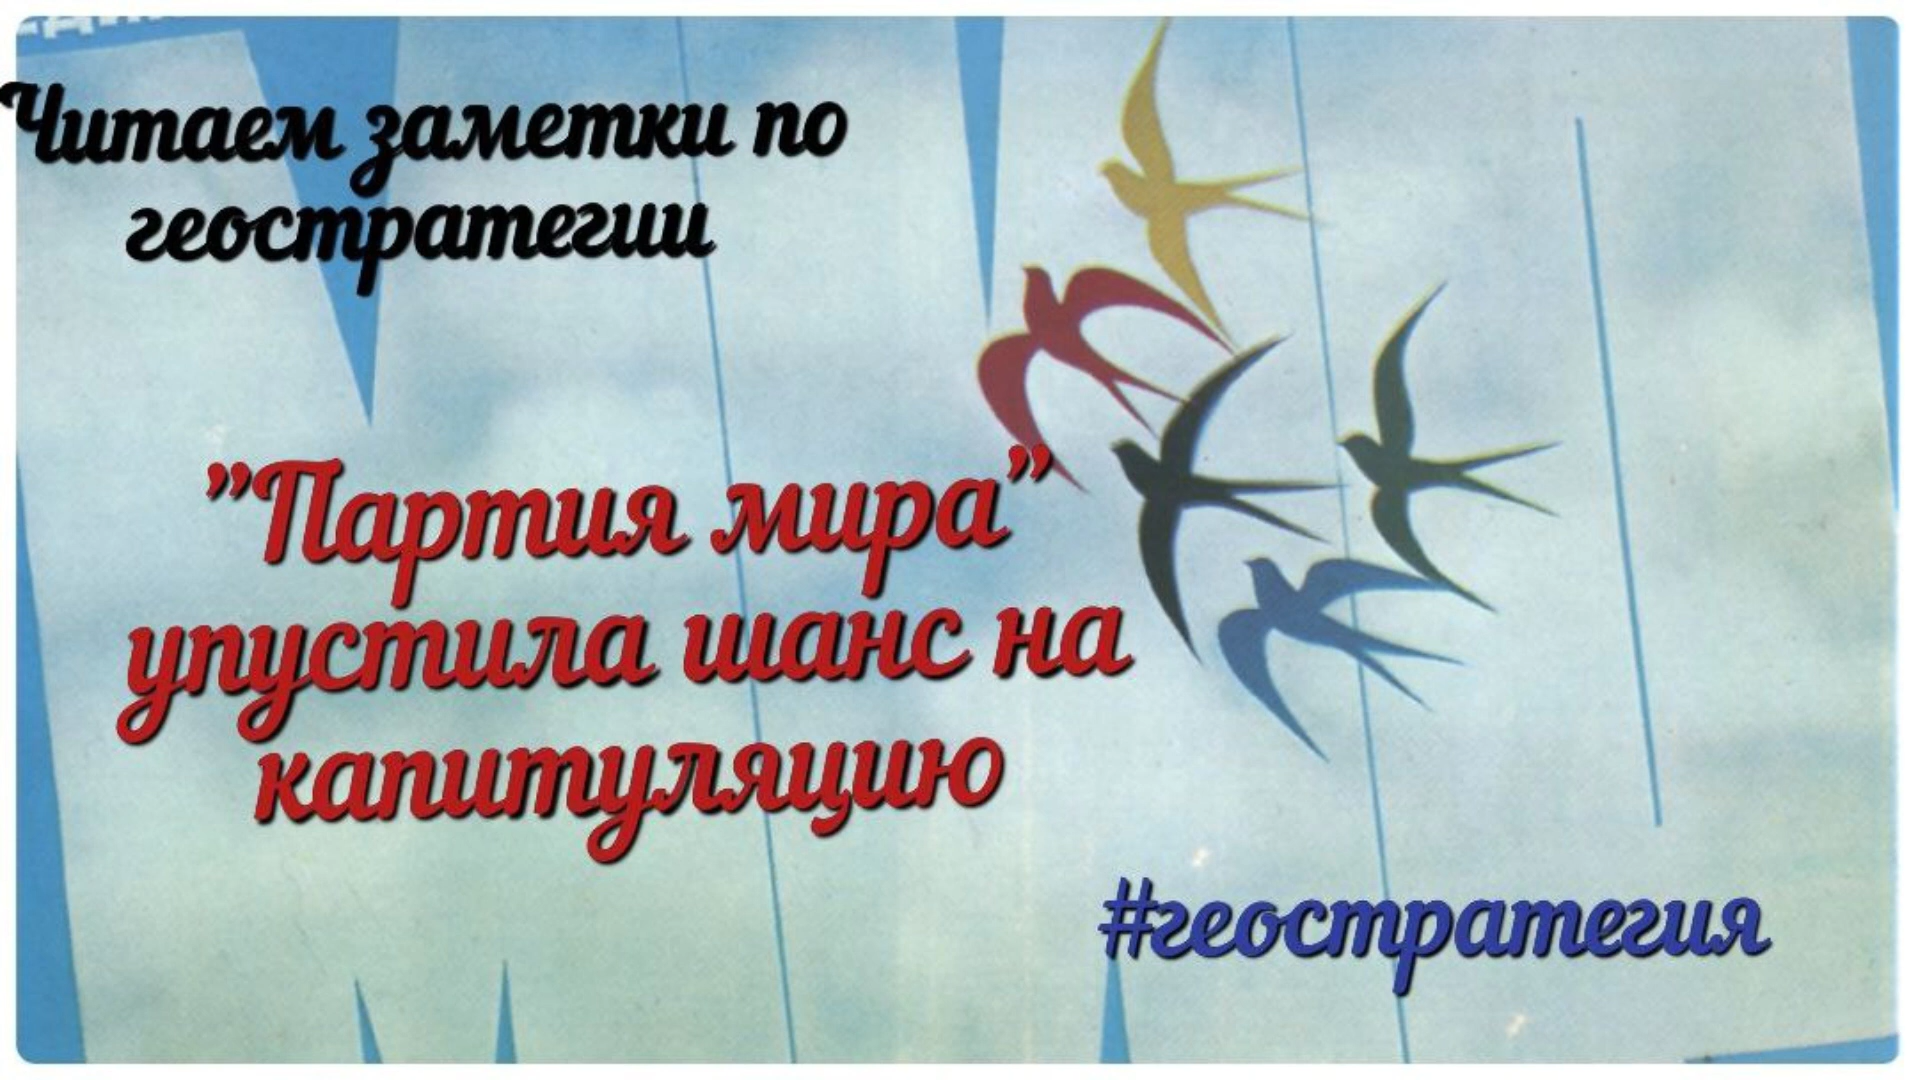 Читаем заметки по
геостратегии
"Партия мира"
упустила шанс на
капитуляцию
#геостратегия